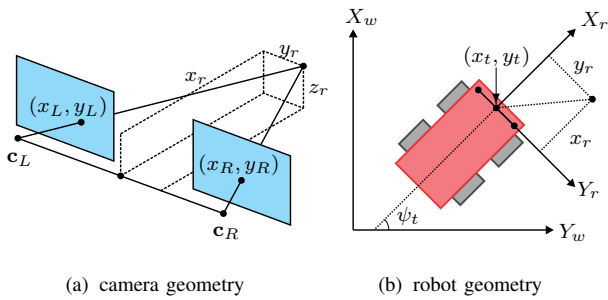 y_r
x_r
z_r
(x_L, y_L)
c_L
(x_R, y_R)
c_R
(a) camera geometry
X_w
X_r
(x_t, y_t)
y_r
x_r
Y_r
ψ_t
Y_w
(b) robot geometry